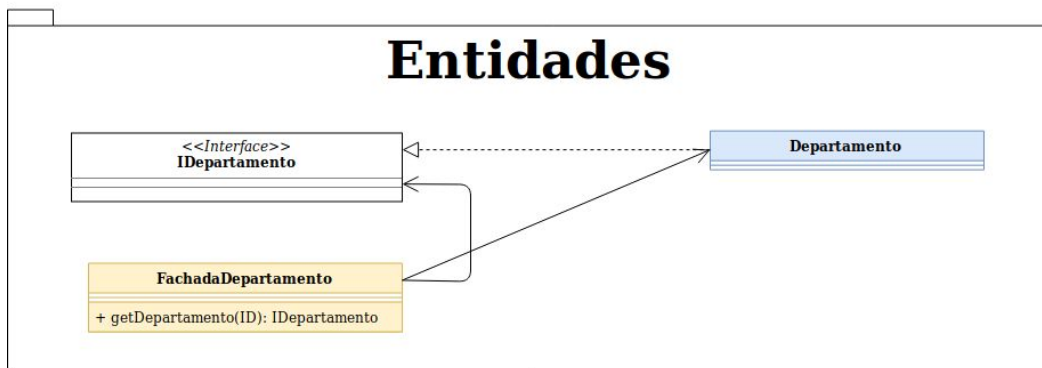 Entidades
<<Interface>>
IDepartamento
Departamento
FachadaDepartamento
+ getDepartamento(ID): IDepartamento